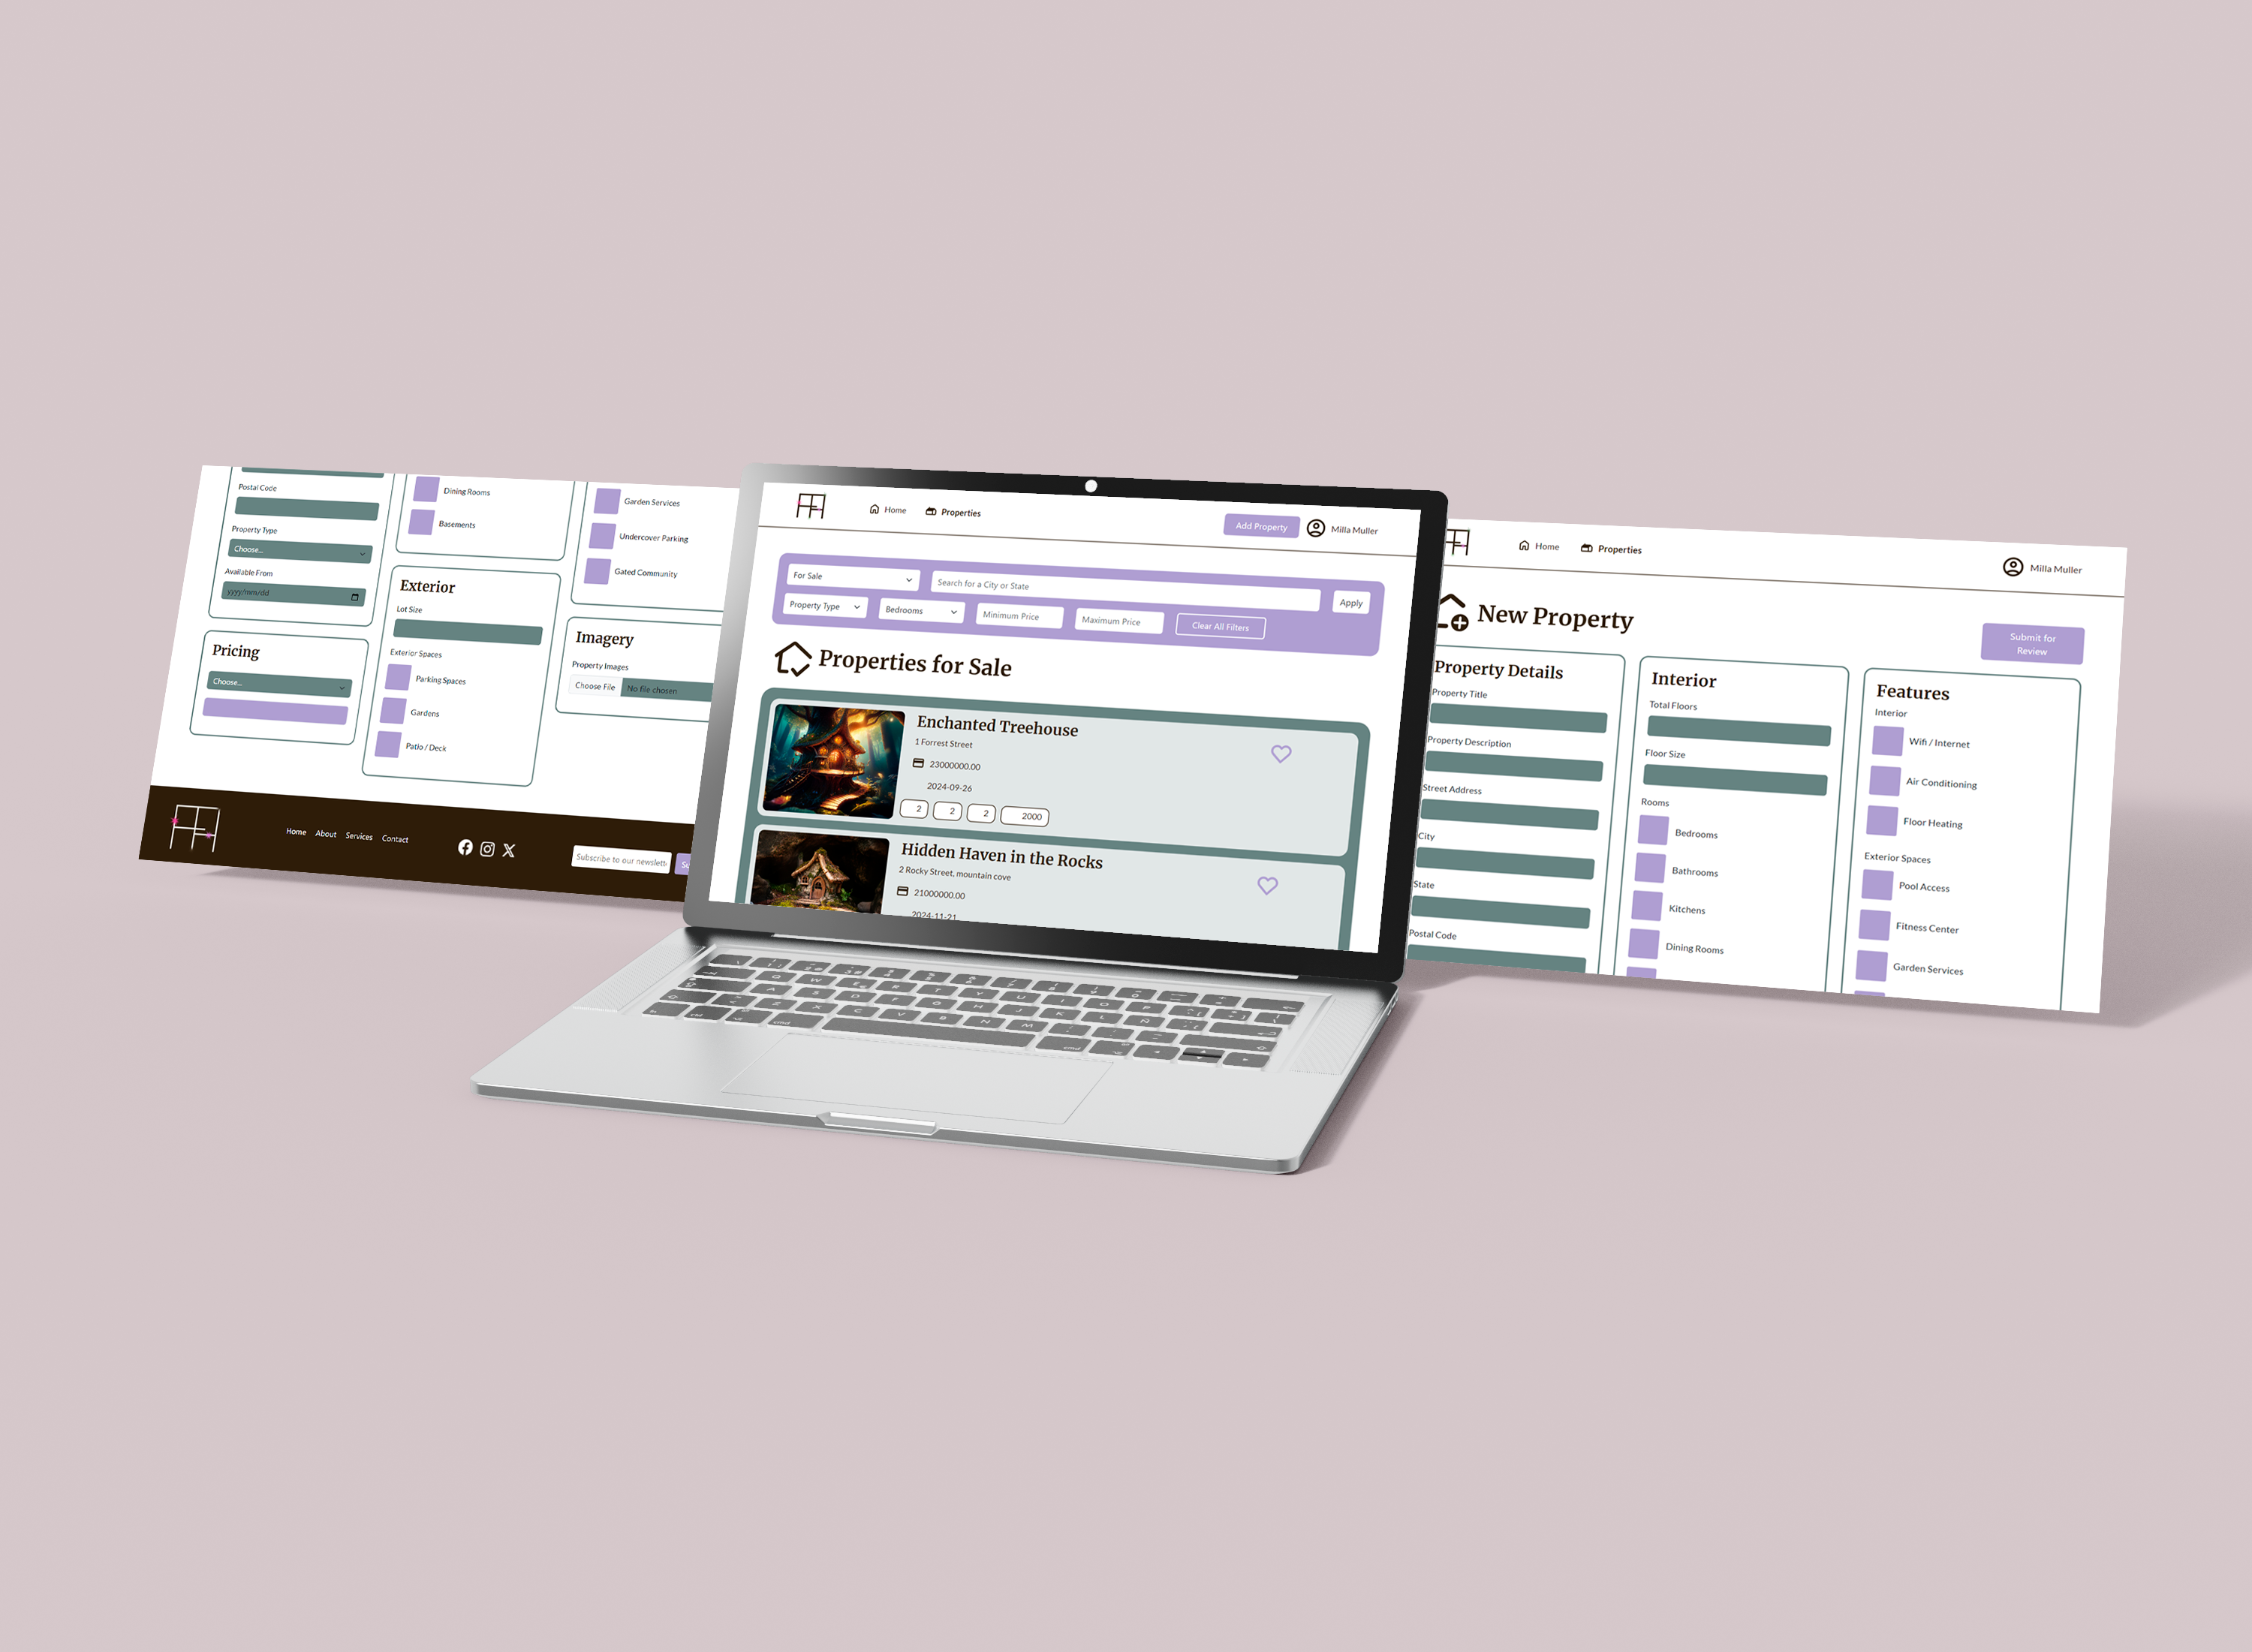 Postal Code
Property Type
Choose...
Available From
yyyy/mm/dd
Pricing
Choose...
Dining Rooms
Basements
Exterior
Lot Size
Exterior Spaces
Parking Spaces
Gardens
Patio / Deck
Garden Services
Undercover Parking
Gated Community
Imagery
Property Images
Choose File No file chosen
Home About Services Contact
Subscribe to our newslett
Home Properties
Add Property Milla Muller
For Sale Search for a City or State Apply
Property Type Bedrooms Minimum Price Maximum Price Clear All Filters
Properties for Sale
Enchanted Treehouse
1 Forrest Street
23000000.00
2024-09-26
2 2 2 2000
Hidden Haven in the Rocks
2 Rocky Street, mountain cove
21000000.00
2024-11-21
Home Properties
Milla Muller
New Property
Submit for
Review
Property Details
Property Title
Property Description
Street Address
City
State
Postal Code
Interior
Total Floors
Floor Size
Rooms
Bedrooms
Bathrooms
Kitchens
Dining Rooms
Features
Interior
Wifi / Internet
Air Conditioning
Floor Heating
Exterior Spaces
Pool Access
Fitness Center
Garden Services